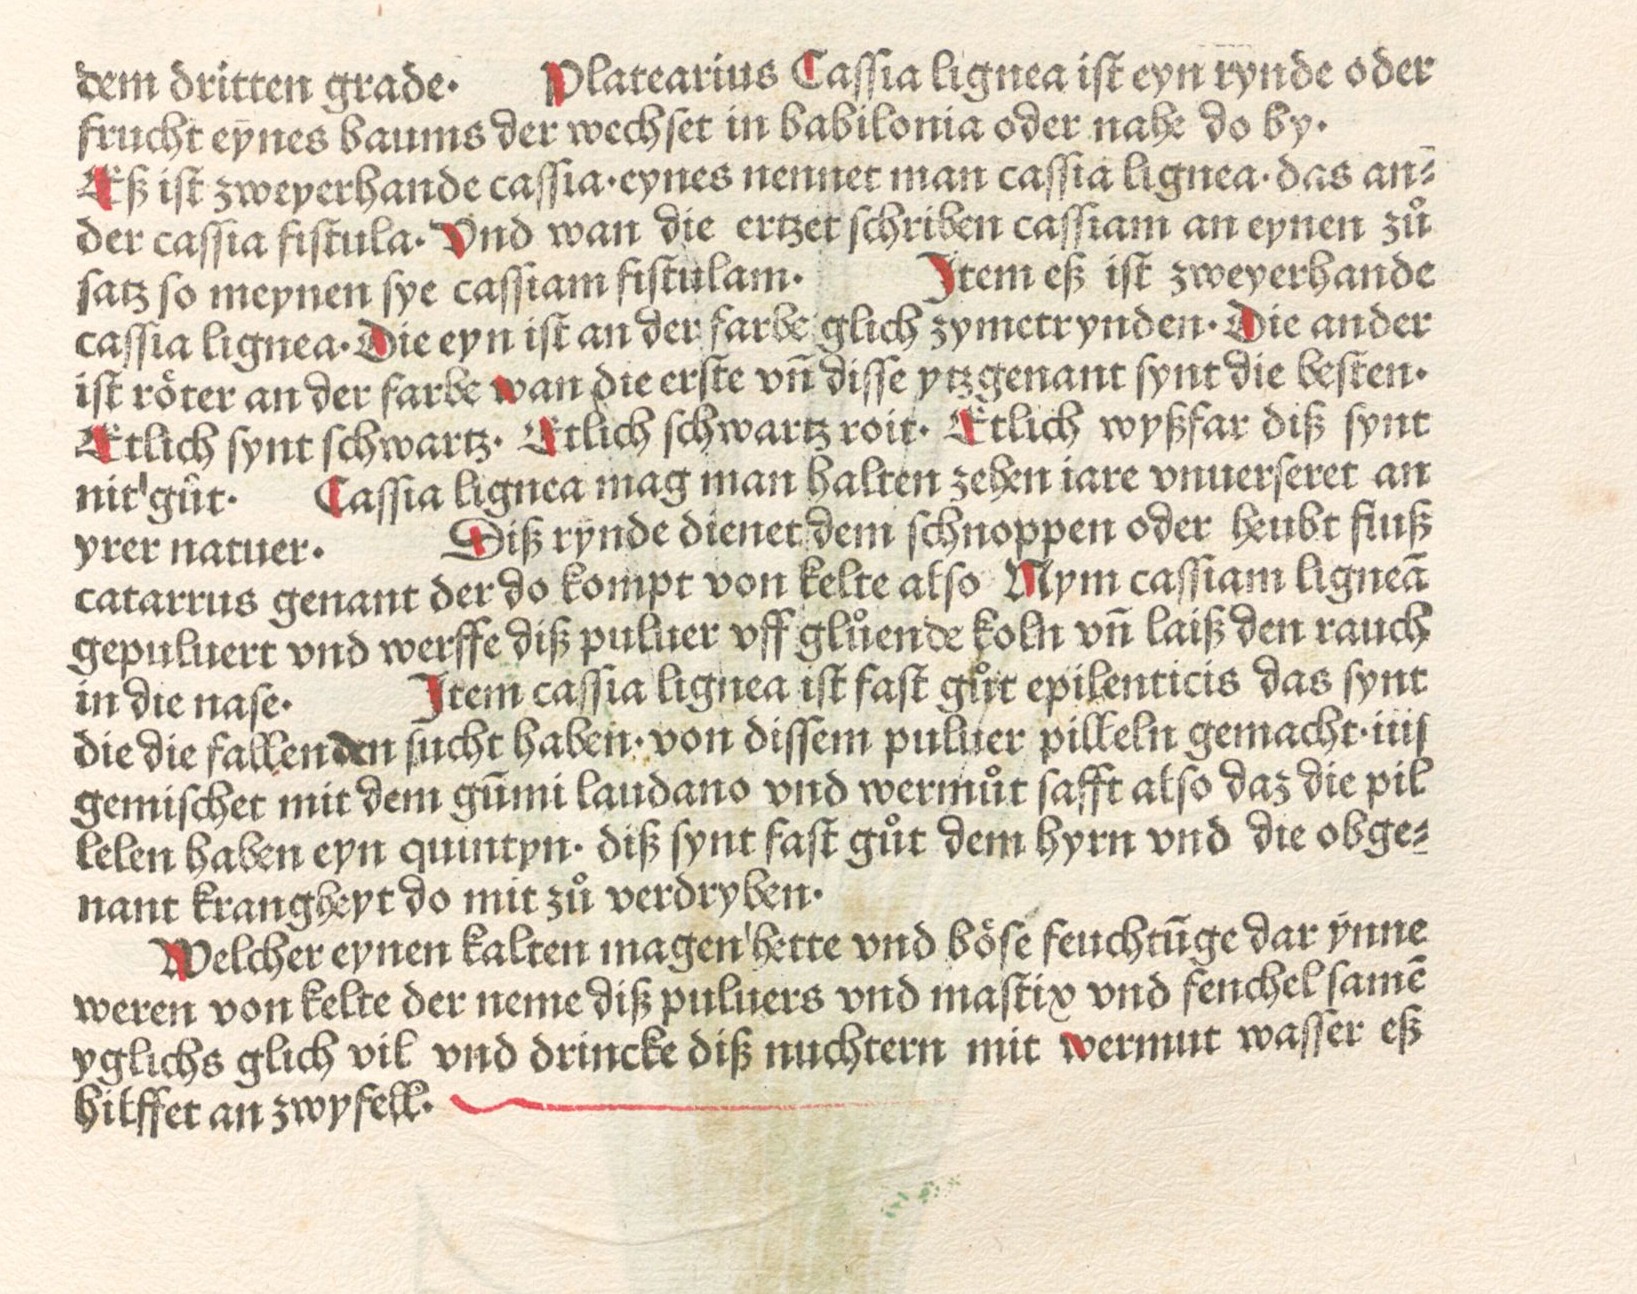 dem dritten grade· Platearius Cassia lignea ist eyn rynde oder
frucht eynes baums der wechset in babilonia oder nahe do by·
Eß ist zweyerhande cassia·eynes nennet man cassia lignea·das an⸗
der cassia fistula· Vnd wan die ertzet schriben cassiam an eynen zů
satz so meynen sye cassiam fistulam· Item eß ist zweyerhande
cassia lignea· Die eyn ist an der farbe glich zymetrynden· Die ander
ist röter an der farbe wan die erste vñ disse ytzgenant synt die besten·
Etlich synt schwartz· Etlich schwartz roit· Etlich wyßfar diß synt
nit gůt· Cassia lignea mag man halten zehen iare vnuerseret an
yrer natuer· Diß rynde dienet dem schnoppen oder heubt fluß
catarrus genant der do kompt von kelte also Nym cassiam ligneā
gepuluert vnd werffe diß puluer vff glůende koln vñ laiß den rauch
in die nase· Item cassia lignea ist fast gůt epilenticis das synt
die die fallenden sucht haben·von dissem puluer pilleln gemacht·iiij
gemischet mit dem gūmi laudano vnd wermůt safft also daz die pil
lelen haben eyn quintyn· diß synt fast gůt dem hyrn vnd die obge⸗
nant krangheyt do mit zů verdryben·
Welcher eynen kalten magen hette vnd böse feuchtūge dar ynne
weren von kelte der neme diß puluers vnd mastix vnd fenchel samē
yglichs glich vil vnd drincke diß nuchtern mit wermut wasser eß
hilffet an zwyfell·